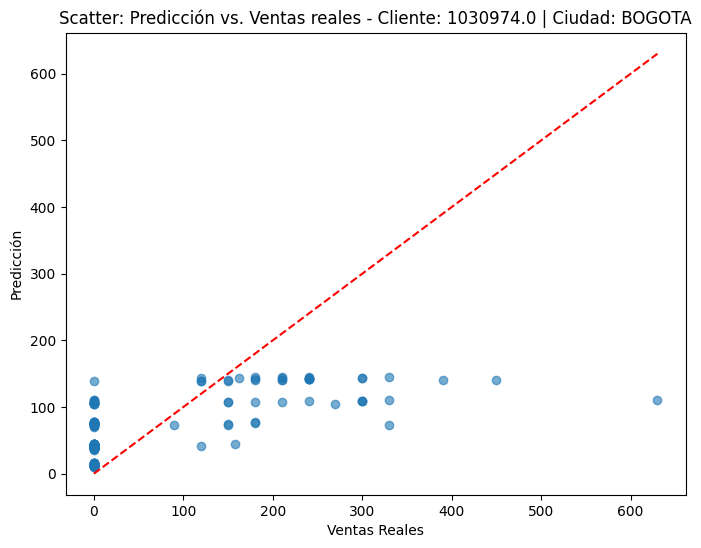 Scatter: Predicción vs. Ventas reales - Cliente: 1030974.0 | Ciudad: BOGOTA
600
500
400
300
200
100
0
Predicción
0 100 200 300 400 500 600
Ventas Reales